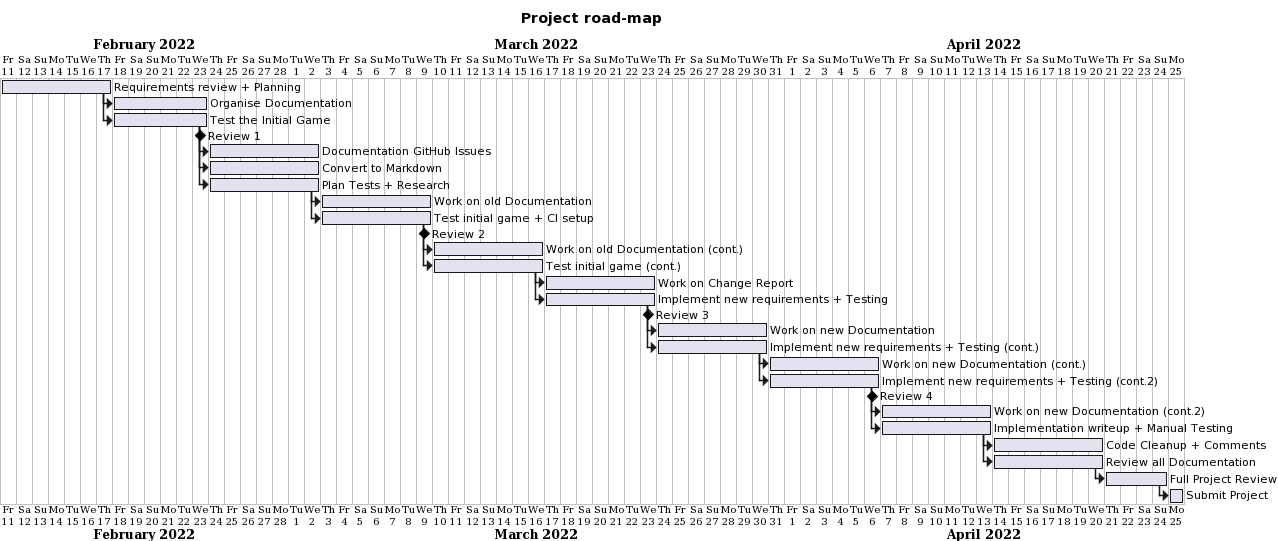 Project road-map
February 2022 March 2022 April 2022
Fr Sa Su Mo Tu We Th Fr Sa Su Mo Tu We Th Fr Sa Su Mo Tu We Th Fr Sa Su Mo Tu We Th Fr Sa Su Mo Tu We Th Fr Sa Su Mo Tu We Th Fr Sa Su Mo Tu We Th Fr Sa Su Mo Tu We Th Fr Sa Su Mo Tu We Th Fr Sa Su Mo Tu We Th Fr Sa Su Mo
11 12 13 14 15 16 17 18 19 20 21 22 23 24 25 26 27 28 1 2 3 4 5 6 7 8 9 10 11 12 13 14 15 16 17 18 19 20 21 22 23 24 25 26 27 28 29 30 31 1 2 3 4 5 6 7 8 9 10 11 12 13 14 15 16 17 18 19 20 21 22 23 24 25
Requirements review + Planning
Organise Documentation
Test the Initial Game
Review 1
Documentation GitHub Issues
Convert to Markdown
Plan Tests + Research
Work on old Documentation
Test initial game + CI setup
Review 2
Work on old Documentation (cont.)
Test initial game (cont.)
Work on Change Report
Implement new requirements + Testing
Review 3
Work on new Documentation
Implement new requirements + Testing (cont.)
Work on new Documentation (cont.)
Implement new requirements + Testing (cont.2)
Review 4
Work on new Documentation (cont.2)
Implementation writeup + Manual Testing
Code Cleanup + Comments
Review all Documentation
Full Project Review
Submit Project
Fr Sa Su Mo Tu We Th Fr Sa Su Mo Tu We Th Fr Sa Su Mo Tu We Th Fr Sa Su Mo Tu We Th Fr Sa Su Mo Tu We Th Fr Sa Su Mo Tu We Th Fr Sa Su Mo Tu We Th Fr Sa Su Mo Tu We Th Fr Sa Su Mo Tu We Th Fr Sa Su Mo Tu We Th Fr Sa Su Mo
11 12 13 14 15 16 17 18 19 20 21 22 23 24 25 26 27 28 1 2 3 4 5 6 7 8 9 10 11 12 13 14 15 16 17 18 19 20 21 22 23 24 25 26 27 28 29 30 31 1 2 3 4 5 6 7 8 9 10 11 12 13 14 15 16 17 18 19 20 21 22 23 24 25
February 2022 March 2022 April 2022